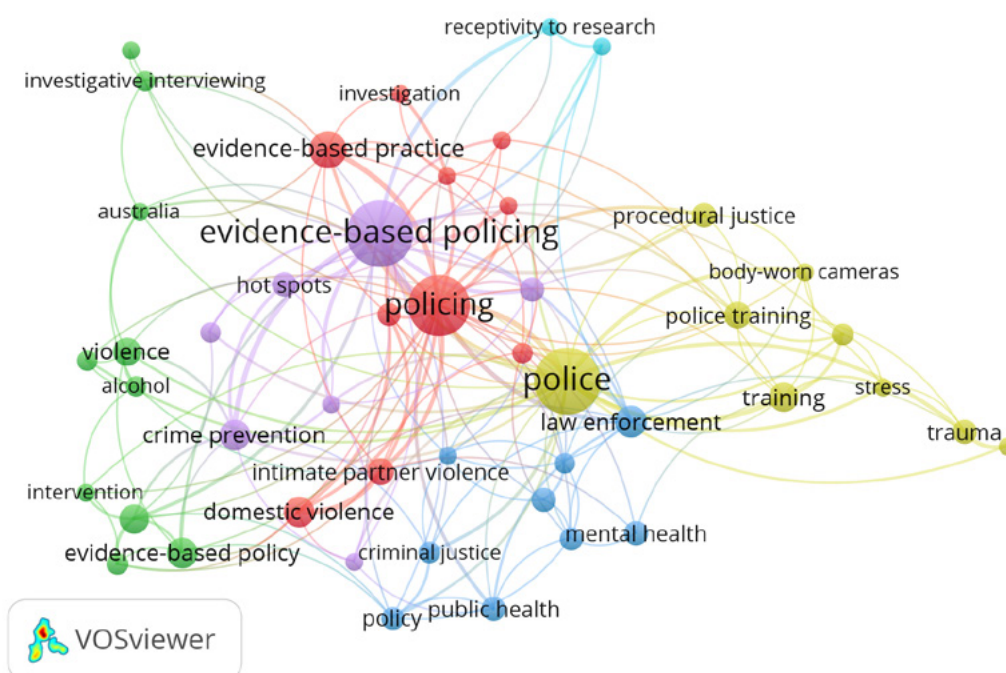 receptivity to research
investigative interviewing
investigation
evidence-based practice
australia
procedural justice
evidence-based policing
body-worn cameras
hot spots
policing
police training
violence
police
alcohol
stress
training
law enforcement
crime prevention
trauma
intimate partner violence
intervention
domestic violence
mental health
evidence-based policy
criminal justice
policy
public health
VOSviewer